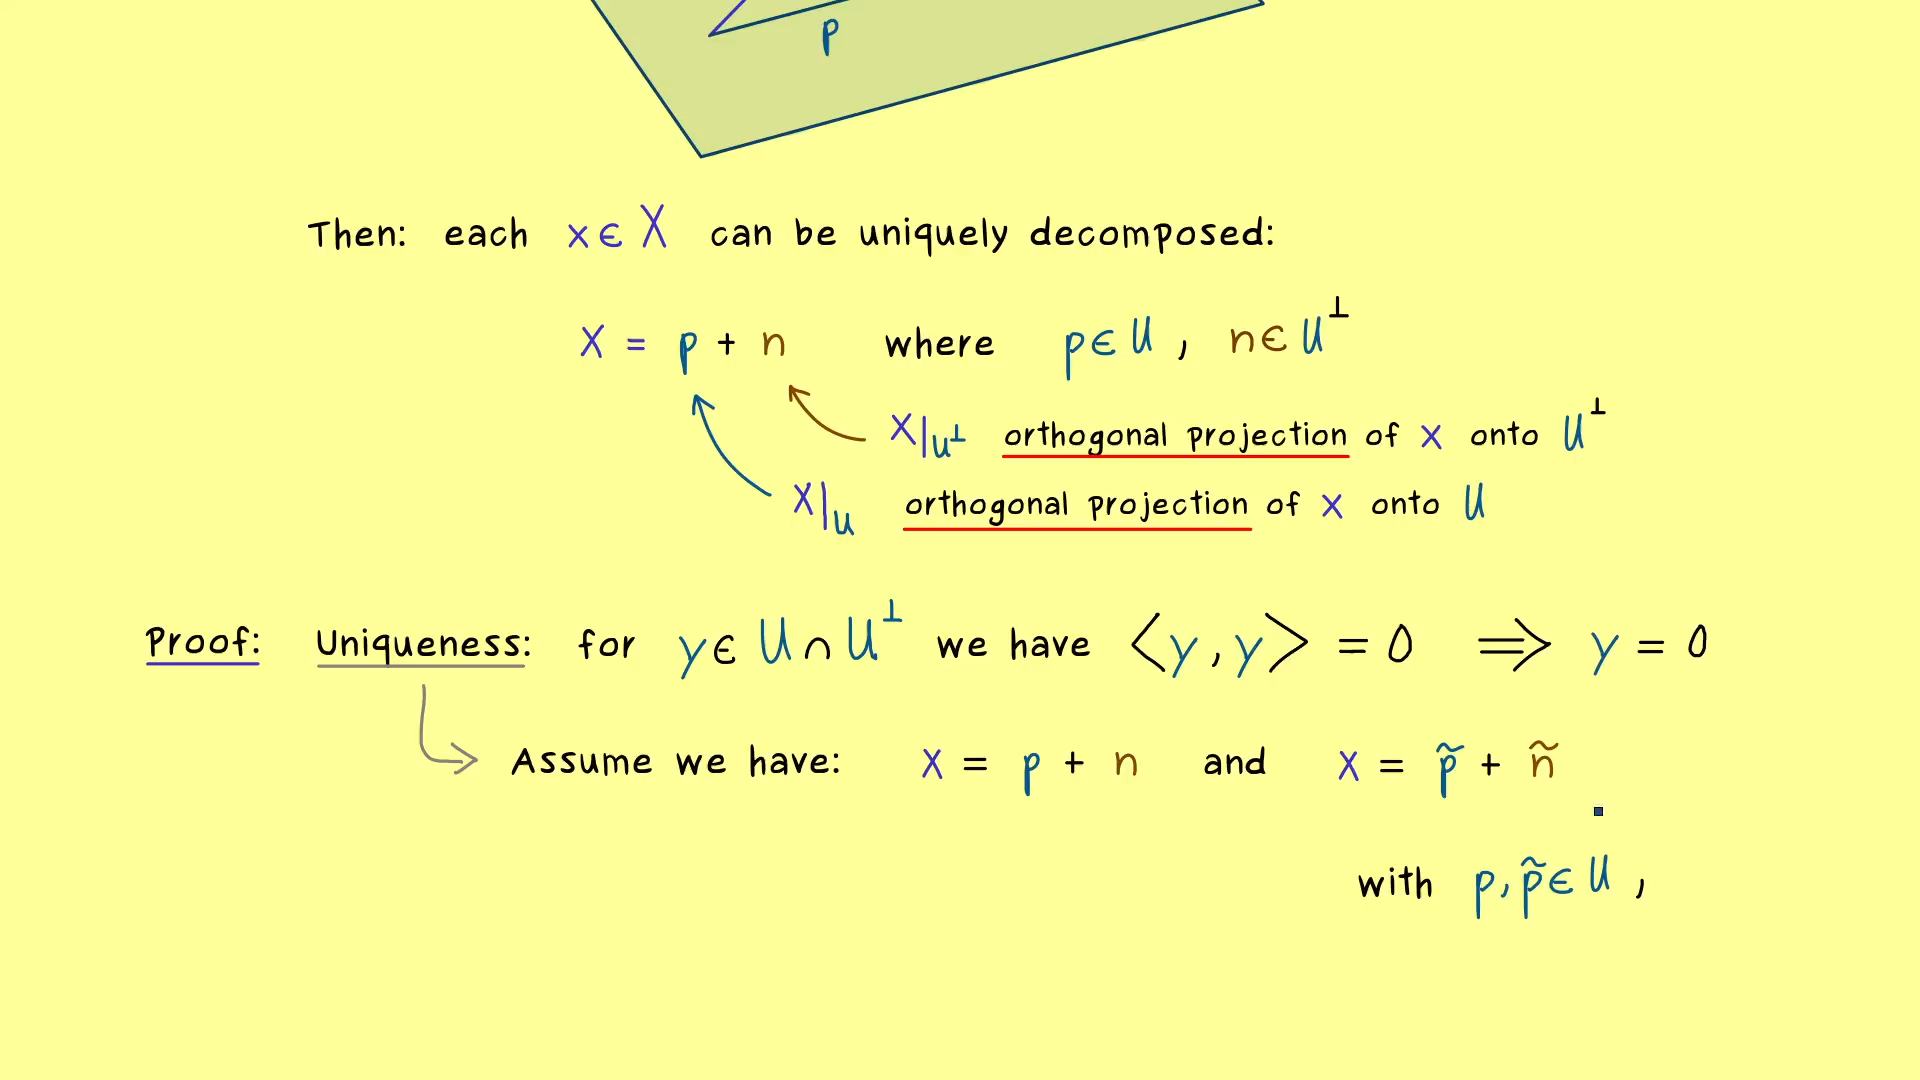 p
Then: each x ∈ X can be uniquely decomposed:
x = p + n where p ∈ U , n ∈ U^⊥
x|_{U^⊥} orthogonal projection of x onto U^⊥
x|_U orthogonal projection of x onto U
Proof: Uniqueness: for y ∈ U ∩ U^⊥ we have ⟨y, y⟩ = 0 ⟹ y = 0
Assume we have: x = p + n and x = p̃ + ñ
with p, p̃ ∈ U ,